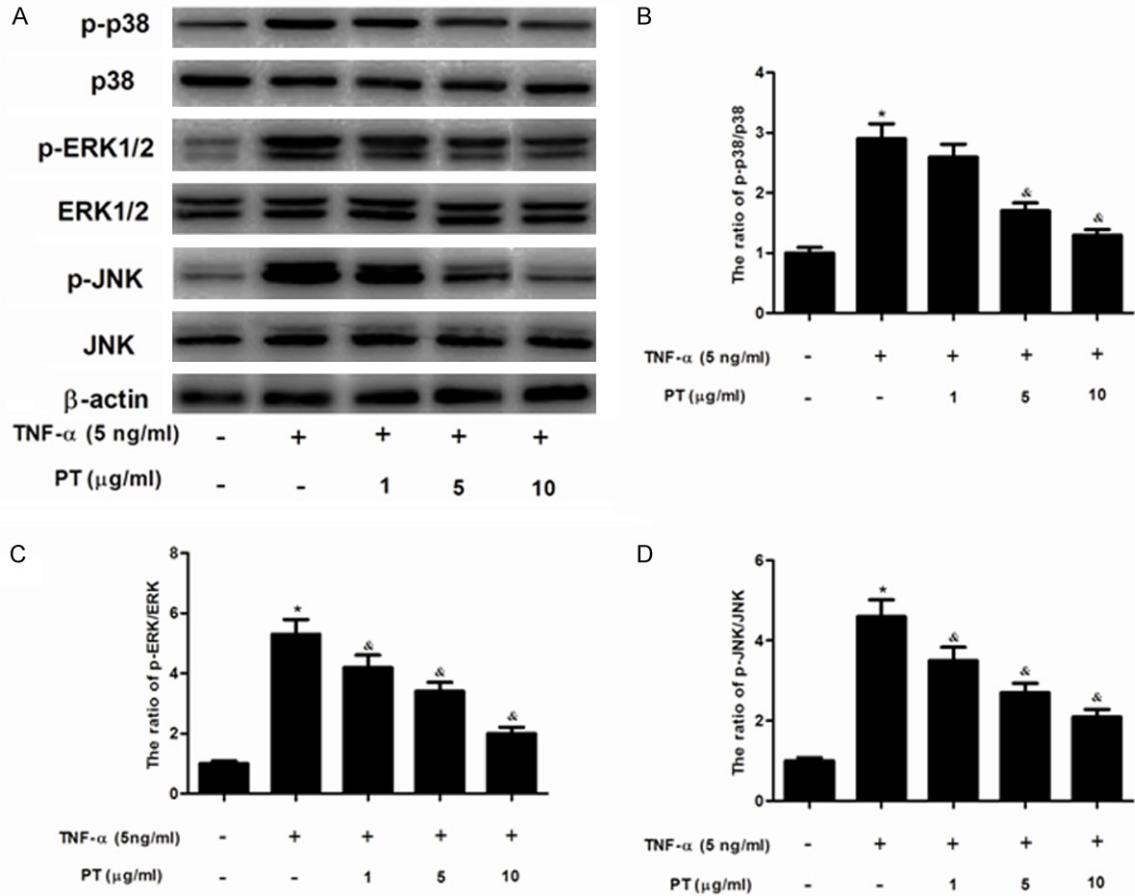 A
p-p38
p38
p-ERK1/2
ERK1/2
p-JNK
JNK
β-actin
TNF-α (5 ng/ml) - + + + +
PT (μg/ml) - - 1 5 10
B
The ratio of p-p38/p38
4
3
2
1
0
*
&
&
TNF-α (5 ng/ml) - + + + +
PT (μg/ml) - - 1 5 10
C
The ratio of p-ERK/ERK
8
6
4
2
0
*
&
&
&
TNF-α (5ng/ml) - + + + +
PT (μg/ml) - - 1 5 10
D
The ratio of p-JNK/JNK
6
4
2
0
*
&
&
&
TNF-α (5 ng/ml) - + + + +
PT (μg/ml) - - 1 5 10